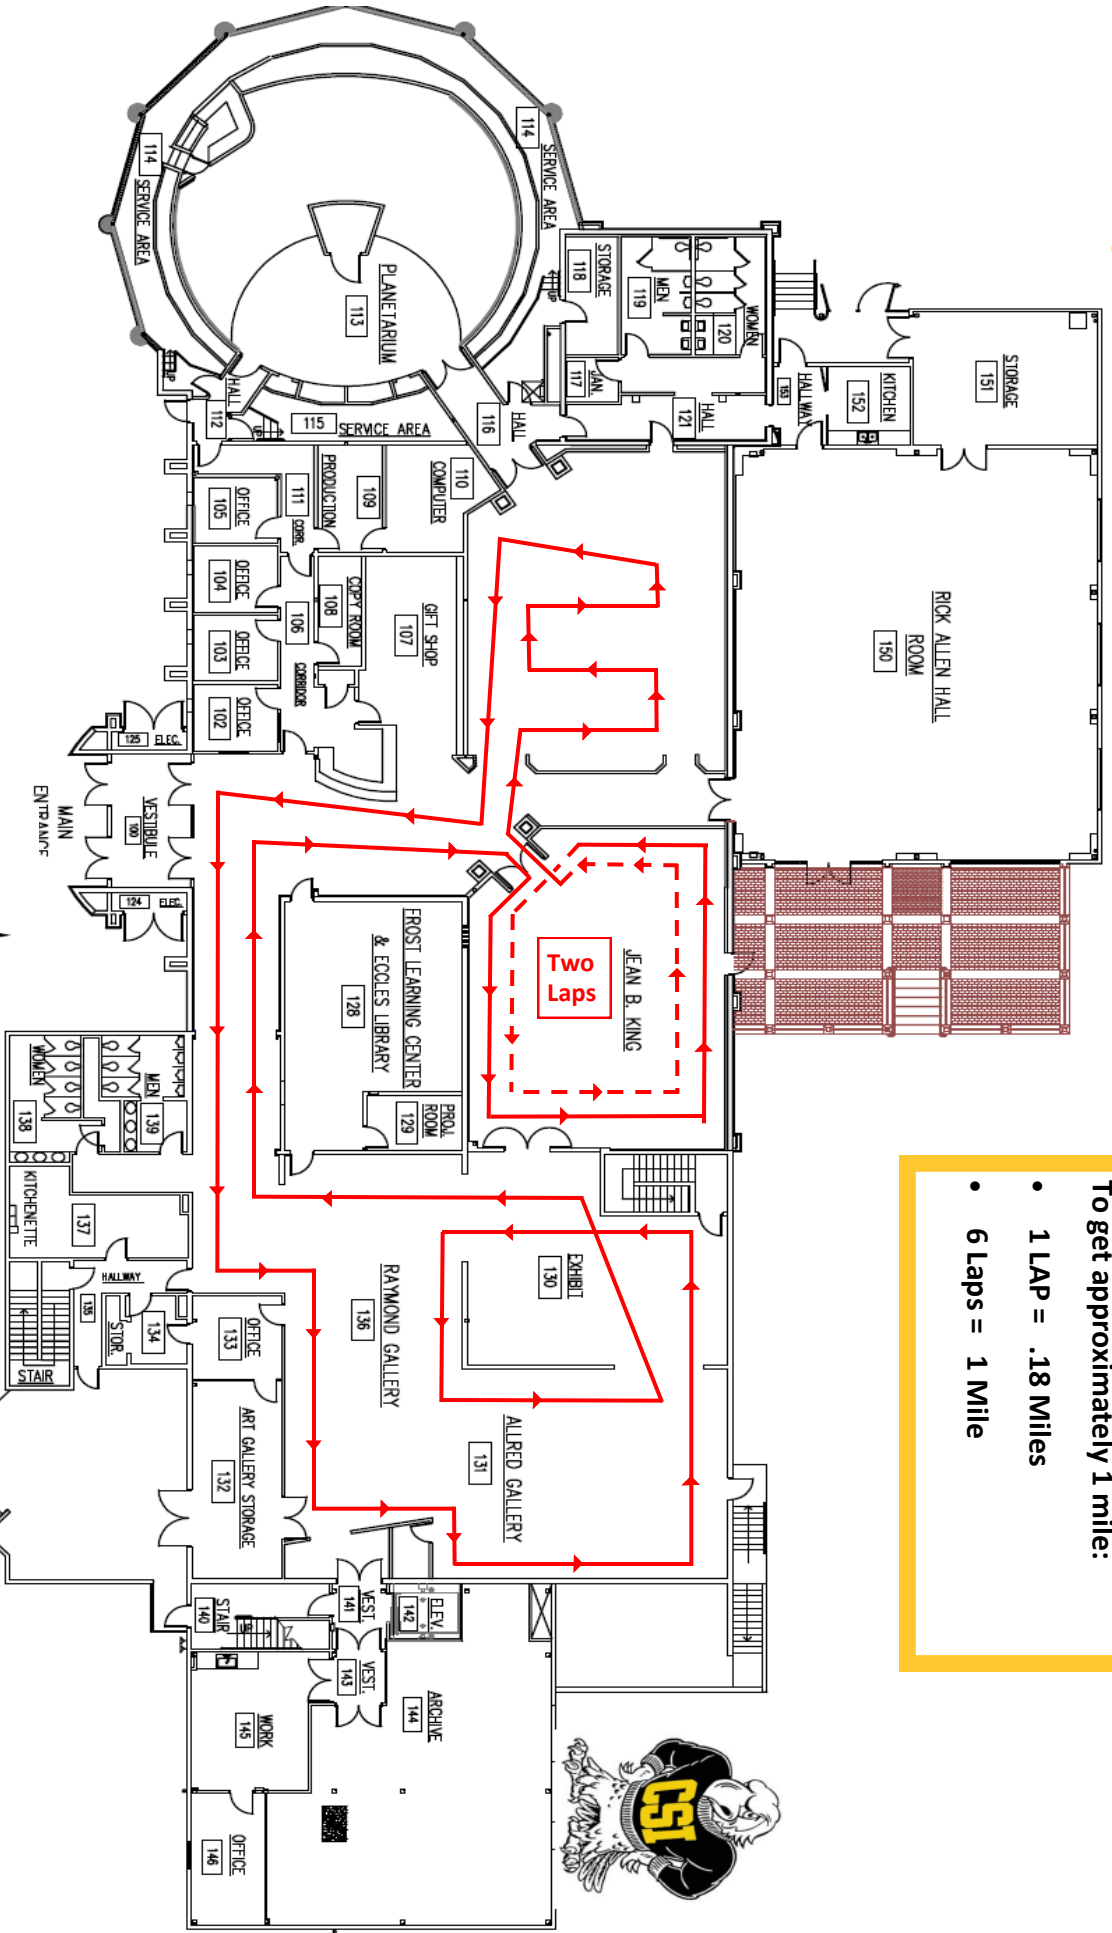 To get approximately 1 mile:
• 1 LAP = .18 Miles
• 6 Laps = 1 Mile
STORAGE
151
KITCHEN
152
HALLWAY
153
RICK ALLEN HALL
ROOM
150
WOMEN
120
MEN
119
STORAGE
118
JAN.
117
HALL
121
HALL
116
UP
SERVICE AREA
114
SERVICE AREA
114
PLANETARIUM
113
SERVICE AREA
115
HALL
112
UP
UP
COMPUTER
110
PRODUCTION
109
CORR.
111
OFFICE
105
OFFICE
104
OFFICE
103
OFFICE
102
CORRIDOR
106
COPY ROOM
108
GIFT SHOP
107
ELEC.
125
VESTIBULE
100
MAIN
ENTRANCE
ELEC.
124
JEAN B. KING
Two
Laps
FROST LEARNING CENTER
& ECCLES LIBRARY
128
PROJ.
ROOM
129
WOMEN
138
MEN
139
KITCHENETTE
137
HALLWAY
135
STOR.
134
STAIR
OFFICE
133
EXHIBIT
130
RAYMOND GALLERY
136
ALLRED GALLERY
131
ART GALLERY STORAGE
132
STAIR
140
UP
VEST.
141
ELEV.
142
VEST.
143
ARCHIVE
144
WORK
145
OFFICE
146
CSI